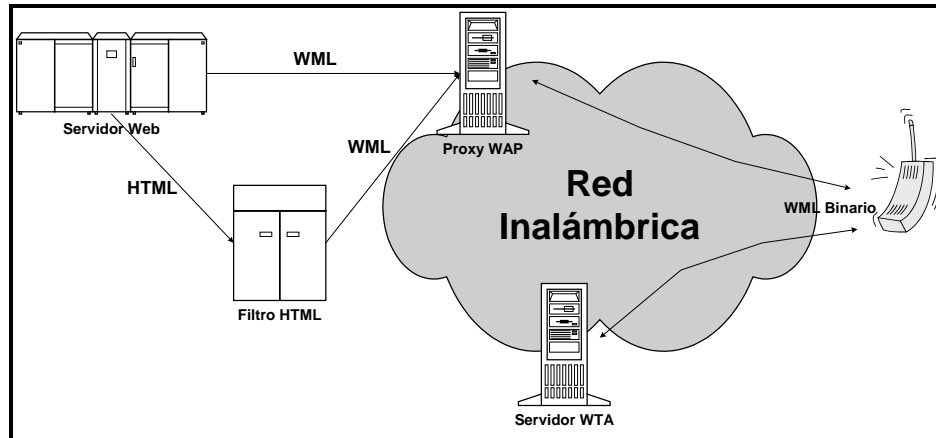 WML
Servidor Web
Proxy WAP
WML
HTML
Red
Inalámbrica
WML Binario
Filtro HTML
Servidor WTA